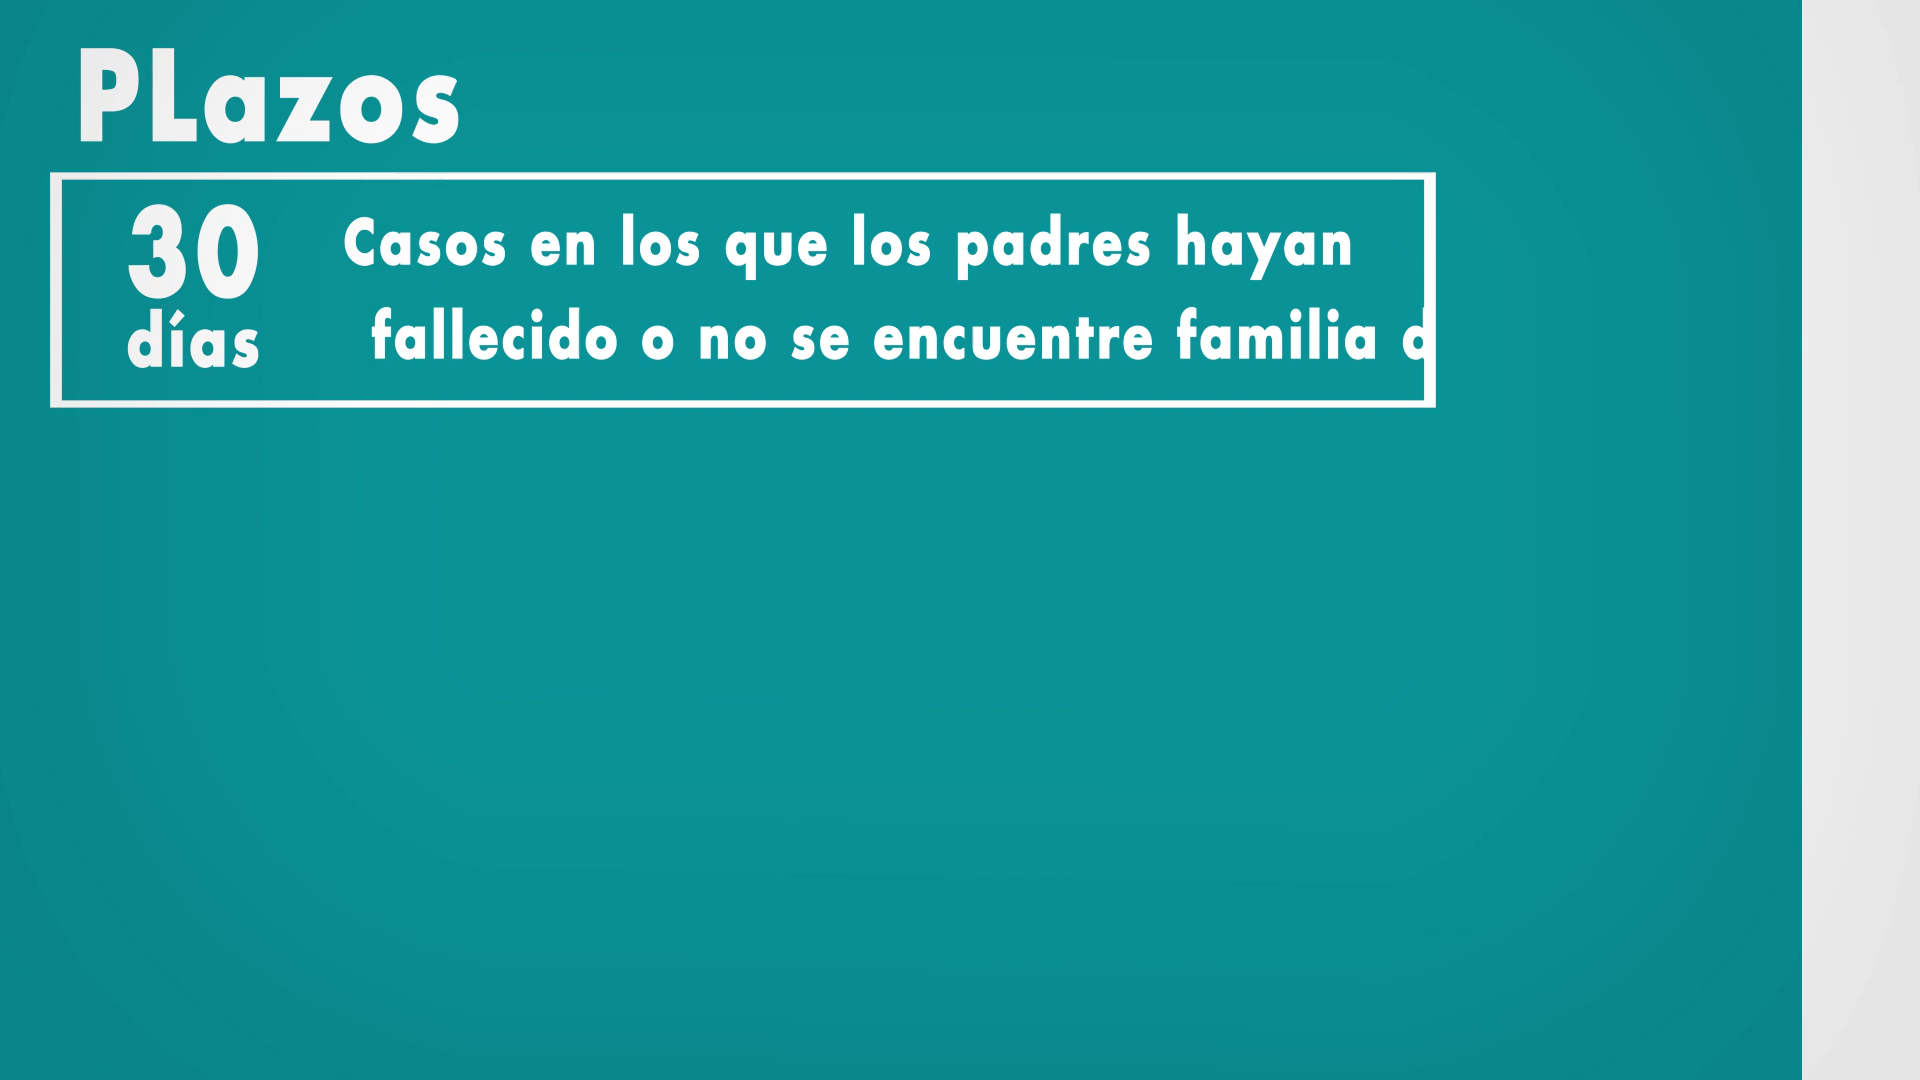 PLazos
30
días
Casos en los que los padres hayan
fallecido o no se encuentre familia